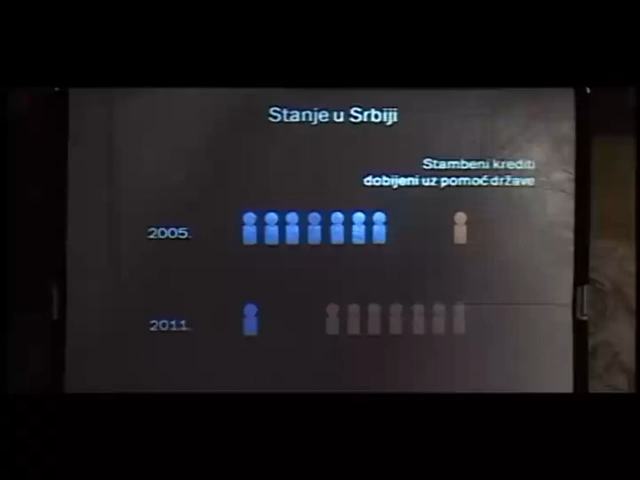 Stanje u Srbiji
Stambeni krediti
dobijeni uz pomoć države
2005.
2011.